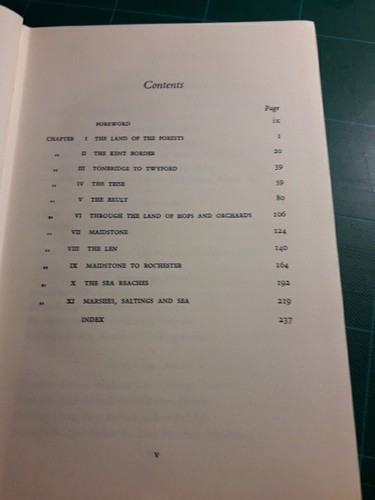 Contents
Page
FOREWORD ix
CHAPTER I THE LAND OF THE FORESTS 1
„ II THE KENT BORDER 20
„ III TONBRIDGE TO TWYFORD 39
„ IV THE TEISE 59
„ V THE BEULT 80
„ VI THROUGH THE LAND OF HOPS AND ORCHARDS 106
„ VII MAIDSTONE 124
„ VIII THE LEN 140
„ IX MAIDSTONE TO ROCHESTER 164
„ X THE SEA REACHES 192
„ XI MARSHES, SALTINGS AND SEA 219
INDEX 237
v